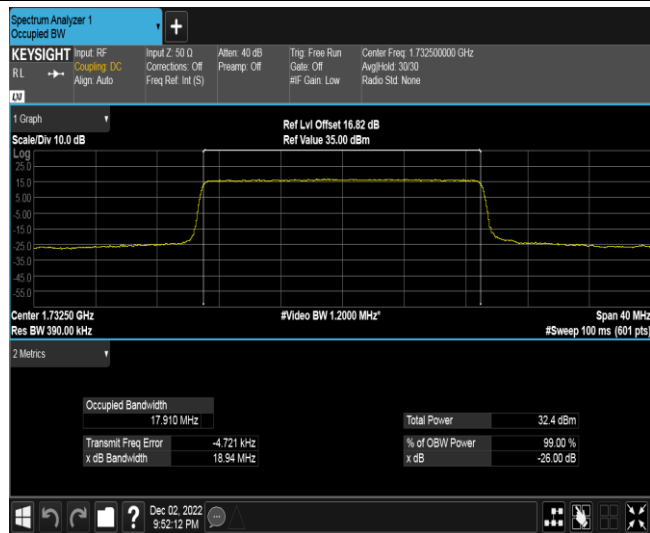 Spectrum Analyzer 1
Occupied BW
+
KEYSIGHT
RL
Input: RF
Coupling: DC
Align: Auto
Input Z: 50 Ω
Corrections: Off
Freq Ref: Int (S)
Atten: 40 dB
Preamp: Off
Trig: Free Run
Gate: Off
#IF Gain: Low
Center Freq: 1.732500000 GHz
Avg|Hold: 30/30
Radio Std: None
LXI
1 Graph
Scale/Div 10.0 dB
Ref Lvl Offset 16.82 dB
Ref Value 35.00 dBm
Log
25.0
15.0
5.00
-5.00
-15.0
-25.0
-35.0
-45.0
-55.0
Center 1.73250 GHz
#Video BW 1.2000 MHz*
Span 40 MHz
Res BW 390.00 kHz
#Sweep 100 ms (601 pts)
2 Metrics
Occupied Bandwidth
17.910 MHz
Total Power 32.4 dBm
Transmit Freq Error -4.721 kHz
% of OBW Power 99.00 %
x dB Bandwidth 18.94 MHz
x dB -26.00 dB
?
Dec 02, 2022
9:52:12 PM